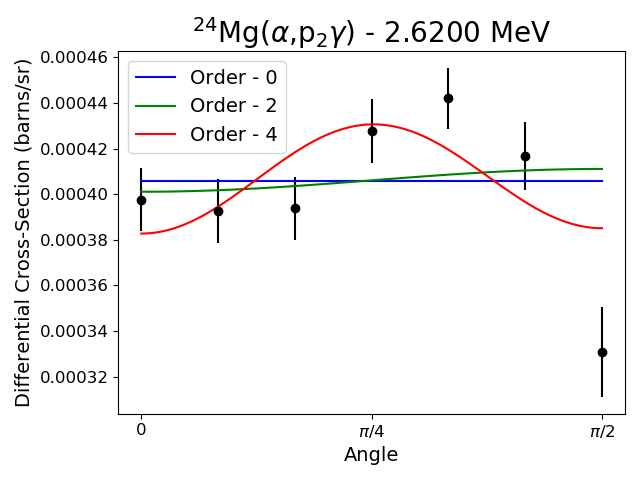 ²⁴Mg(α,p₂γ) - 2.6200 MeV
Order - 0
Order - 2
Order - 4
Differential Cross-Section (barns/sr)
0.00046
0.00044
0.00042
0.00040
0.00038
0.00036
0.00034
0.00032
0 π/4 π/2
Angle